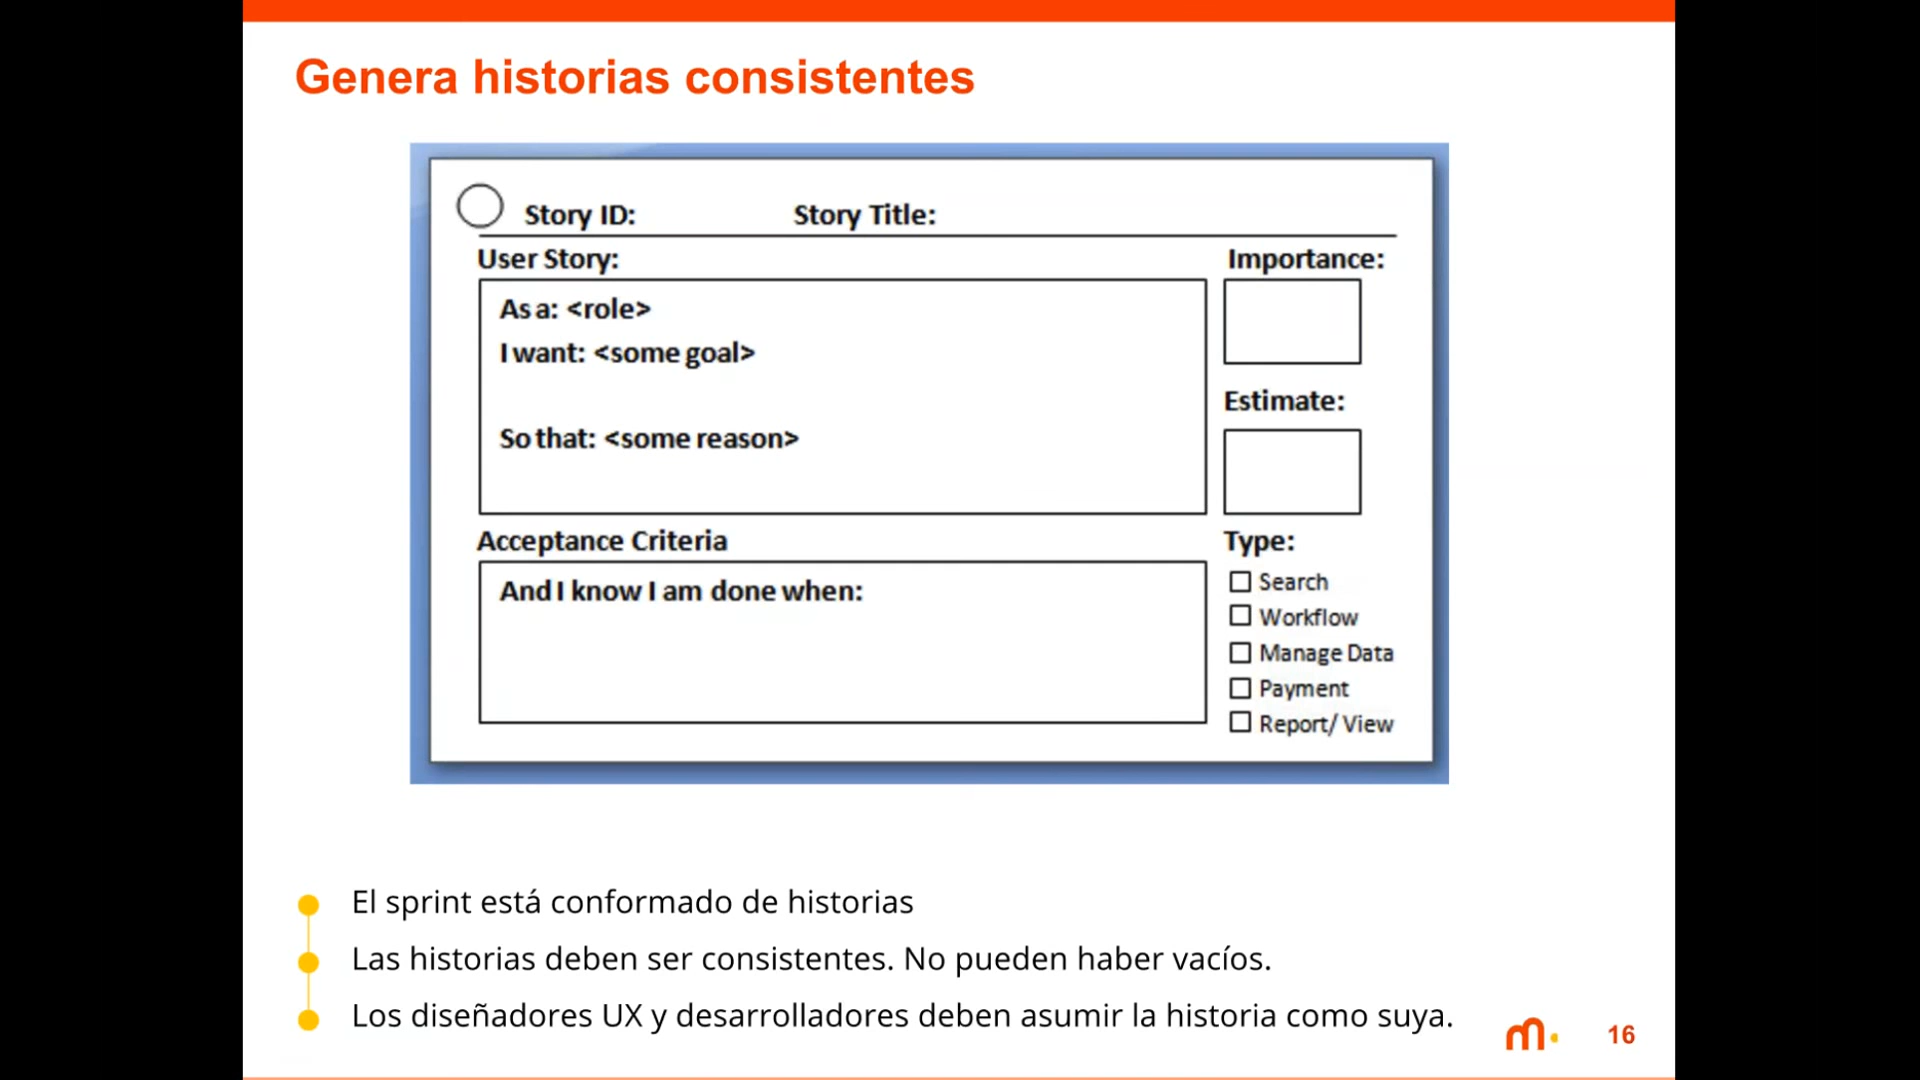 Genera historias consistentes
Story ID: Story Title:
User Story: Importance:
As a: <role>
I want: <some goal>
So that: <some reason>
Estimate:
Acceptance Criteria
And I know I am done when:
Type:
Search
Workflow
Manage Data
Payment
Report/ View
El sprint está conformado de historias
Las historias deben ser consistentes. No pueden haber vacíos.
Los diseñadores UX y desarrolladores deben asumir la historia como suya.
m.
16